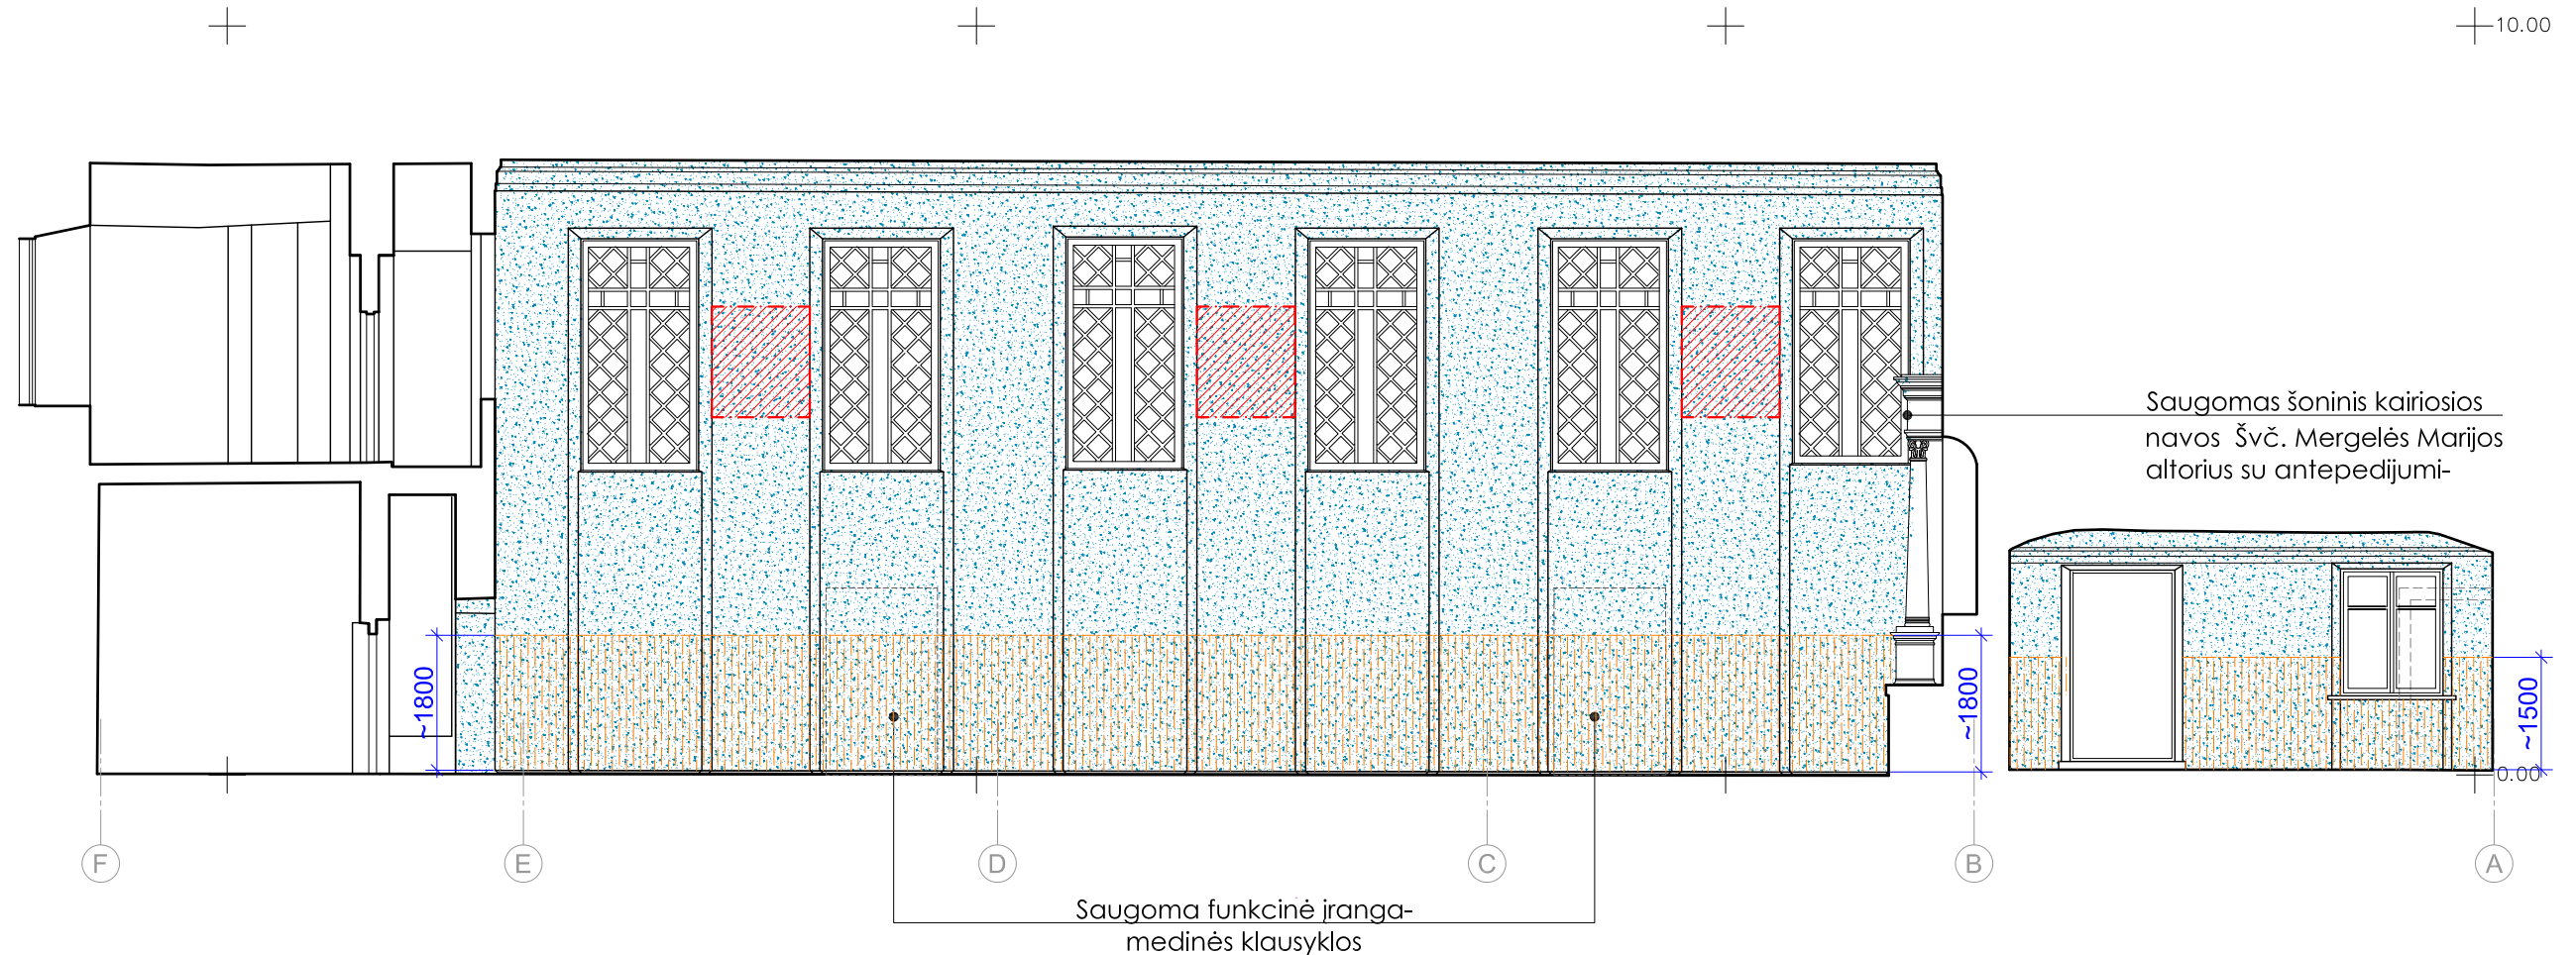 10.00
Saugomas šoninis kairiosios
navos Švč. Mergelės Marijos
altorius su antepedijumi-
~1800
~1800
~1500
0.00
F
E
D
C
B
A
Saugoma funkcinė įranga-
medinės klausyklos